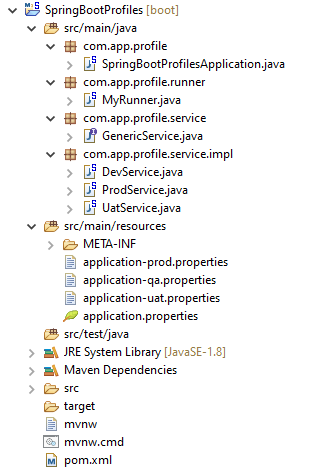 SpringBootProfiles [boot]
src/main/java
com.app.profile
SpringBootProfilesApplication.java
com.app.profile.runner
MyRunner.java
com.app.profile.service
GenericService.java
com.app.profile.service.impl
DevService.java
ProdService.java
UatService.java
src/main/resources
META-INF
application-prod.properties
application-qa.properties
application-uat.properties
application.properties
src/test/java
JRE System Library [JavaSE-1.8]
Maven Dependencies
src
target
mvnw
mvnw.cmd
pom.xml